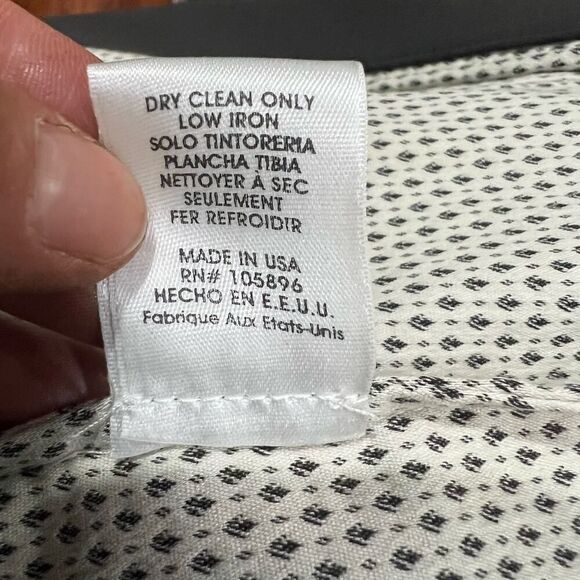 DRY CLEAN ONLY
LOW IRON
SOLO TINTORERIA
PLANCHA TIBIA
NETTOYER À SEC
SEULEMENT
FER REFROIDIR
MADE IN USA
RN# 105896
HECHO EN E.E.U.U.
Fabrique Aux Etats-Unis